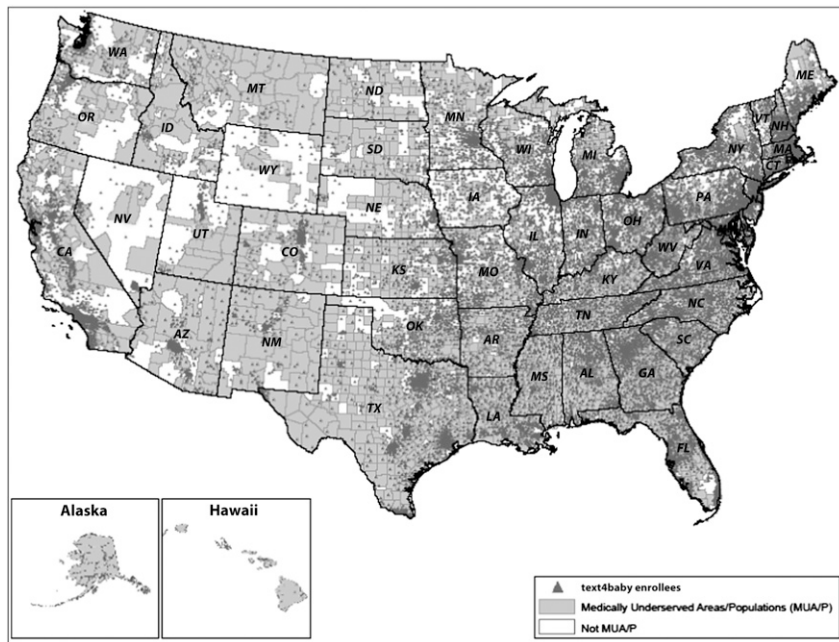 WA
MT
ND
MN
ME
OR
ID
SD
WI
MI
VT
NH
NY
MA
CT
WY
IA
PA
NE
NV
UT
IL
IN
OH
CA
CO
WV
KS
MO
VA
KY
NC
TN
AZ
NM
OK
AR
SC
MS
AL
GA
TX
LA
FL
Alaska
Hawaii
text4baby enrollees
Medically Underserved Areas/Populations (MUA/P)
Not MUA/P